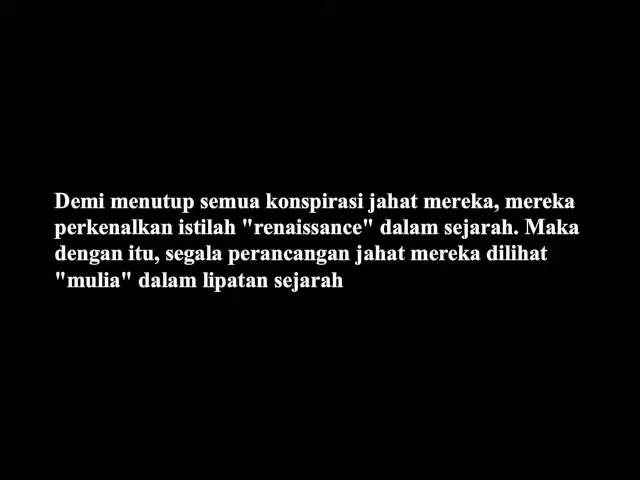 Demi menutup semua konspirasi jahat mereka, mereka
perkenalkan istilah "renaissance" dalam sejarah. Maka
dengan itu, segala perancangan jahat mereka dilihat
"mulia" dalam lipatan sejarah